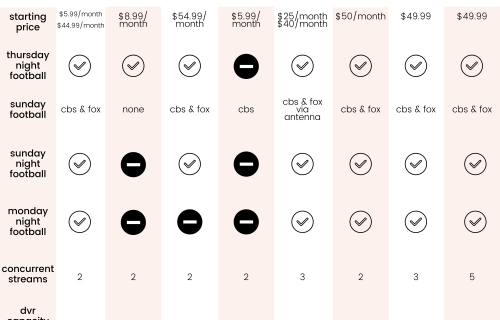 starting price $5.99/month $44.99/month $8.99/month $54.99/month $5.99/month $25/month $40/month $50/month $49.99 $49.99
thursday night football
sunday football cbs & fox none cbs & fox cbs cbs & fox via antenna cbs & fox cbs & fox cbs & fox
sunday night football
monday night football
concurrent streams 2 2 2 2 3 2 3 5
dvr